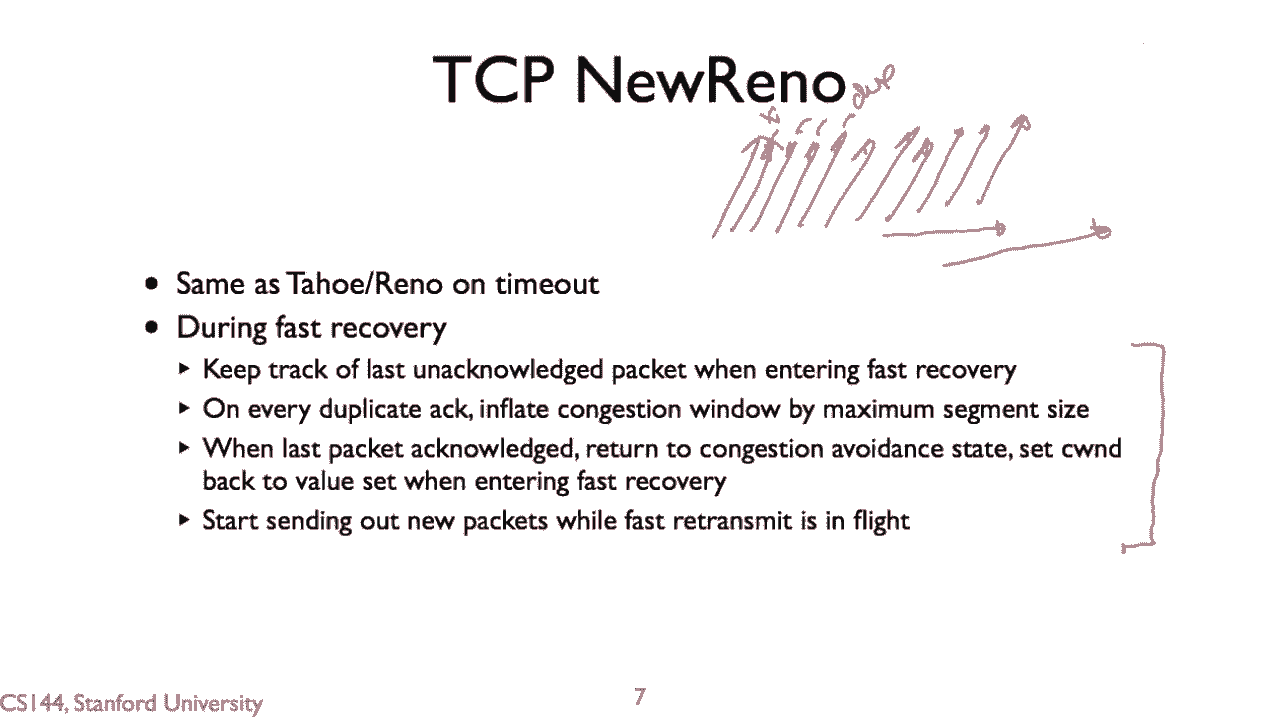 TCP NewReno
dup
• Same as Tahoe/Reno on timeout
• During fast recovery
▸ Keep track of last unacknowledged packet when entering fast recovery
▸ On every duplicate ack, inflate congestion window by maximum segment size
▸ When last packet acknowledged, return to congestion avoidance state, set cwnd
back to value set when entering fast recovery
▸ Start sending out new packets while fast retransmit is in flight
CS144, Stanford University
7